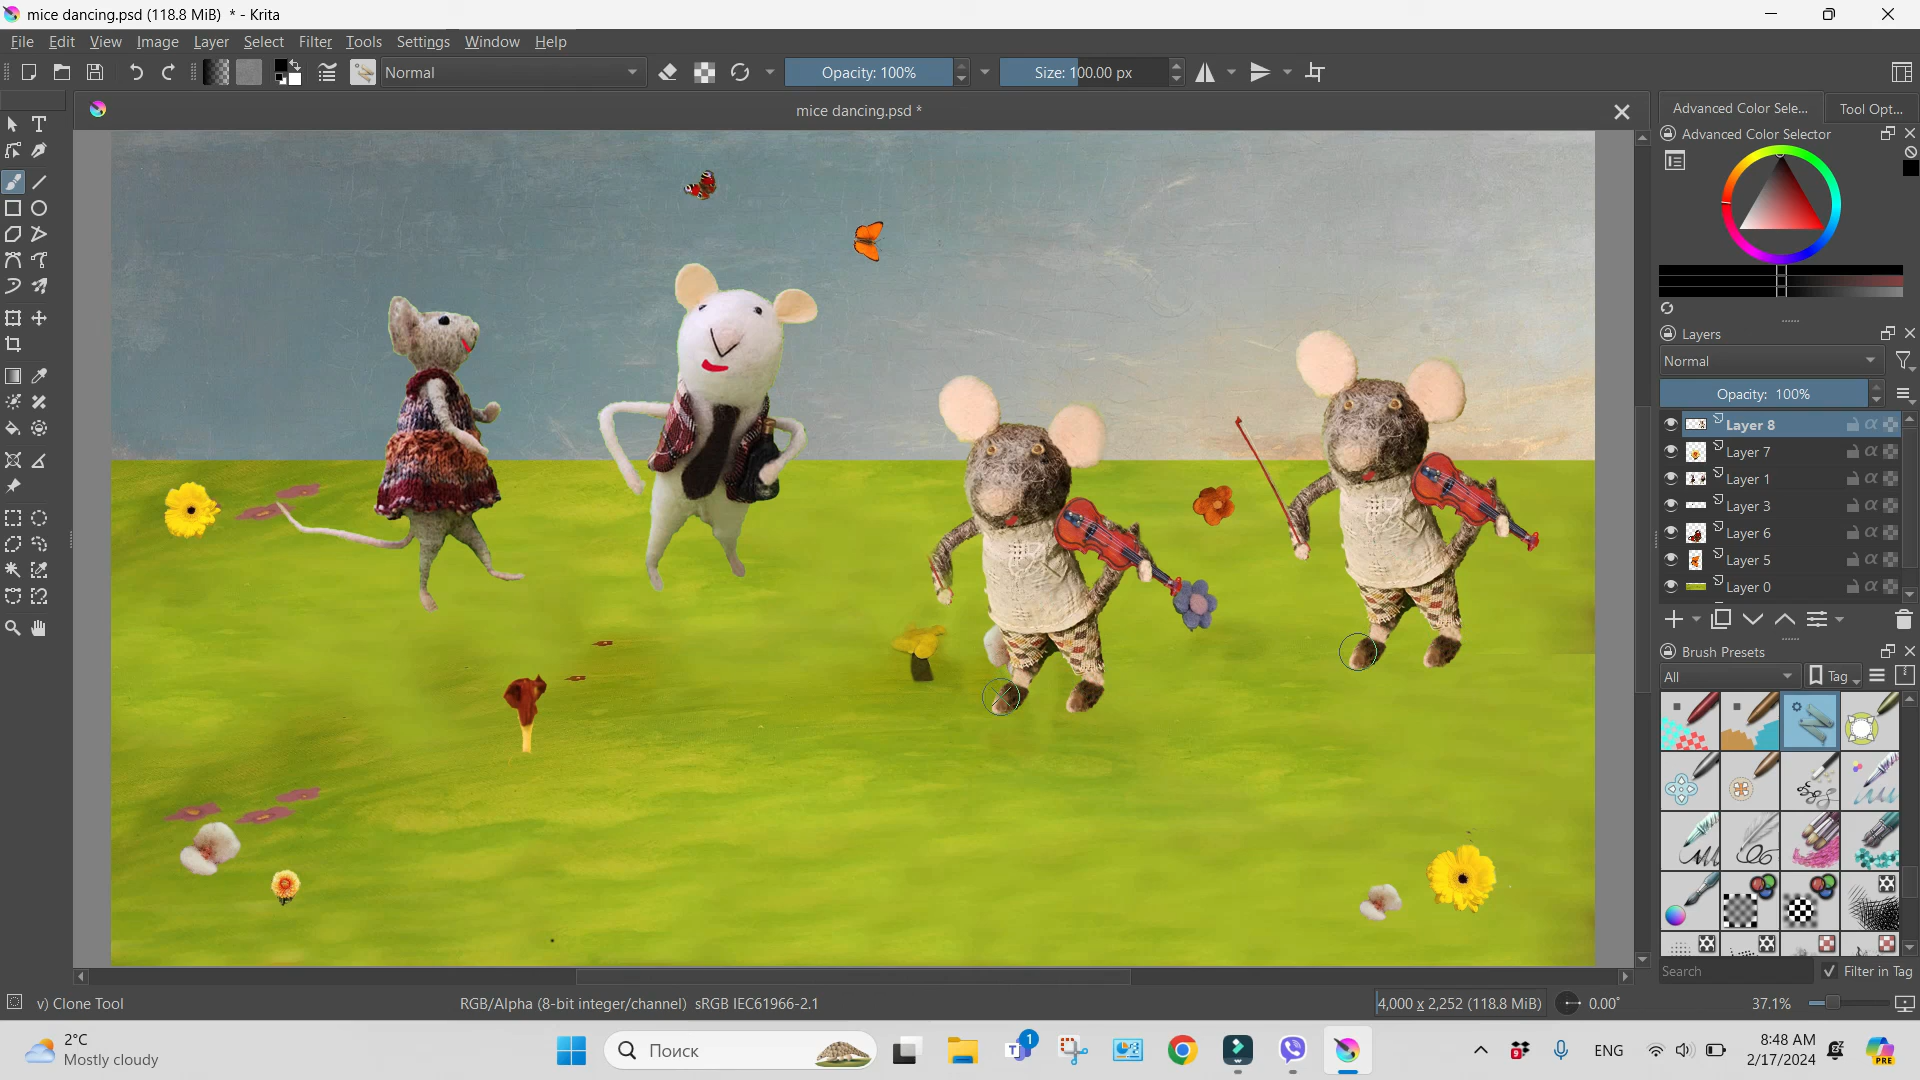 mice dancing.psd (118.8 MiB) * - Krita
File Edit View Image Layer Select Filter Tools Settings Window Help
Normal
Opacity: 100%
Size: 100.00 px
mice dancing.psd *
Advanced Color Sele...
Tool Opt...
Advanced Color Selector
Layers
Normal
Opacity: 100%
Layer 8
Layer 7
Layer 1
Layer 3
Layer 6
Layer 5
Layer 0
Brush Presets
All
Tag
Search
Filter in Tag
v) Clone Tool
RGB/Alpha (8-bit integer/channel) sRGB IEC61966-2.1
4,000 x 2,252 (118.8 MiB)
0.00°
37.1%
2°C
Mostly cloudy
Поиск
1
9
ENG
8:48 AM
2/17/2024
PRE